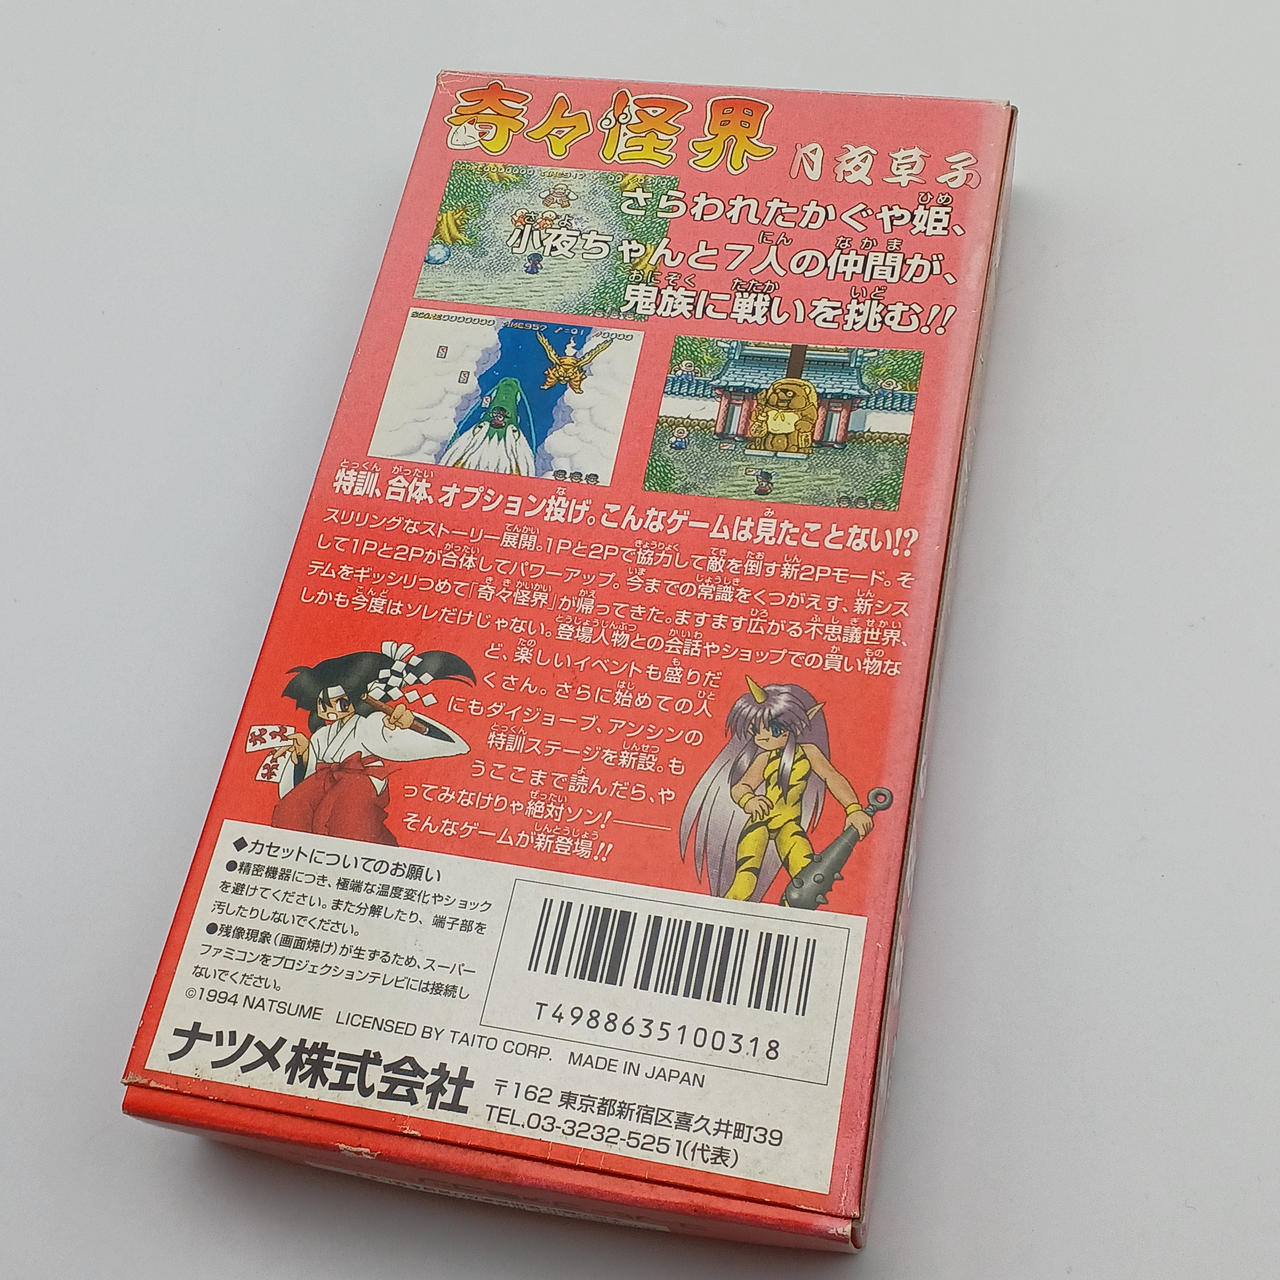 奇々怪界
月夜草子
さらわれたかぐや姫、
小夜ちゃんと7人の仲間が、
鬼族に戦いを挑む!!
特訓、合体、オプション投げ。こんなゲームは見たことない!?
スリリングなストーリー展開。1Pと2Pで協力して敵を倒す新2Pモード。そ
して1Pと2Pが合体してパワーアップ。今までの常識をくつがえす、新シス
テムをギッシリつめて「奇々怪界」が帰ってきた。ますます広がる不思議世界、
しかも今度はソレだけじゃない。登場人物との会話やショップでの買い物な
ど、楽しいイベントも盛りだ
くさん。さらに始めての人
にもダイジョーブ、アンシンの
特訓ステージを新設。も
うここまで読んだら、や
ってみなけりゃ絶対ソン!——
そんなゲームが新登場!!
◆カセットについてのお願い
●精密機器につき、極端な温度変化やショック
を避けてください。また分解したり、端子部を
汚したりしないでください。
●残像現象(画面焼け)が生ずるため、スーパー
ファミコンをプロジェクションテレビには接続し
ないでください。
©1994 NATSUME LICENSED BY TAITO CORP. MADE IN JAPAN
T4988635100318
ナツメ株式会社
〒162 東京都新宿区喜久井町39
TEL.03-3232-5251(代表)